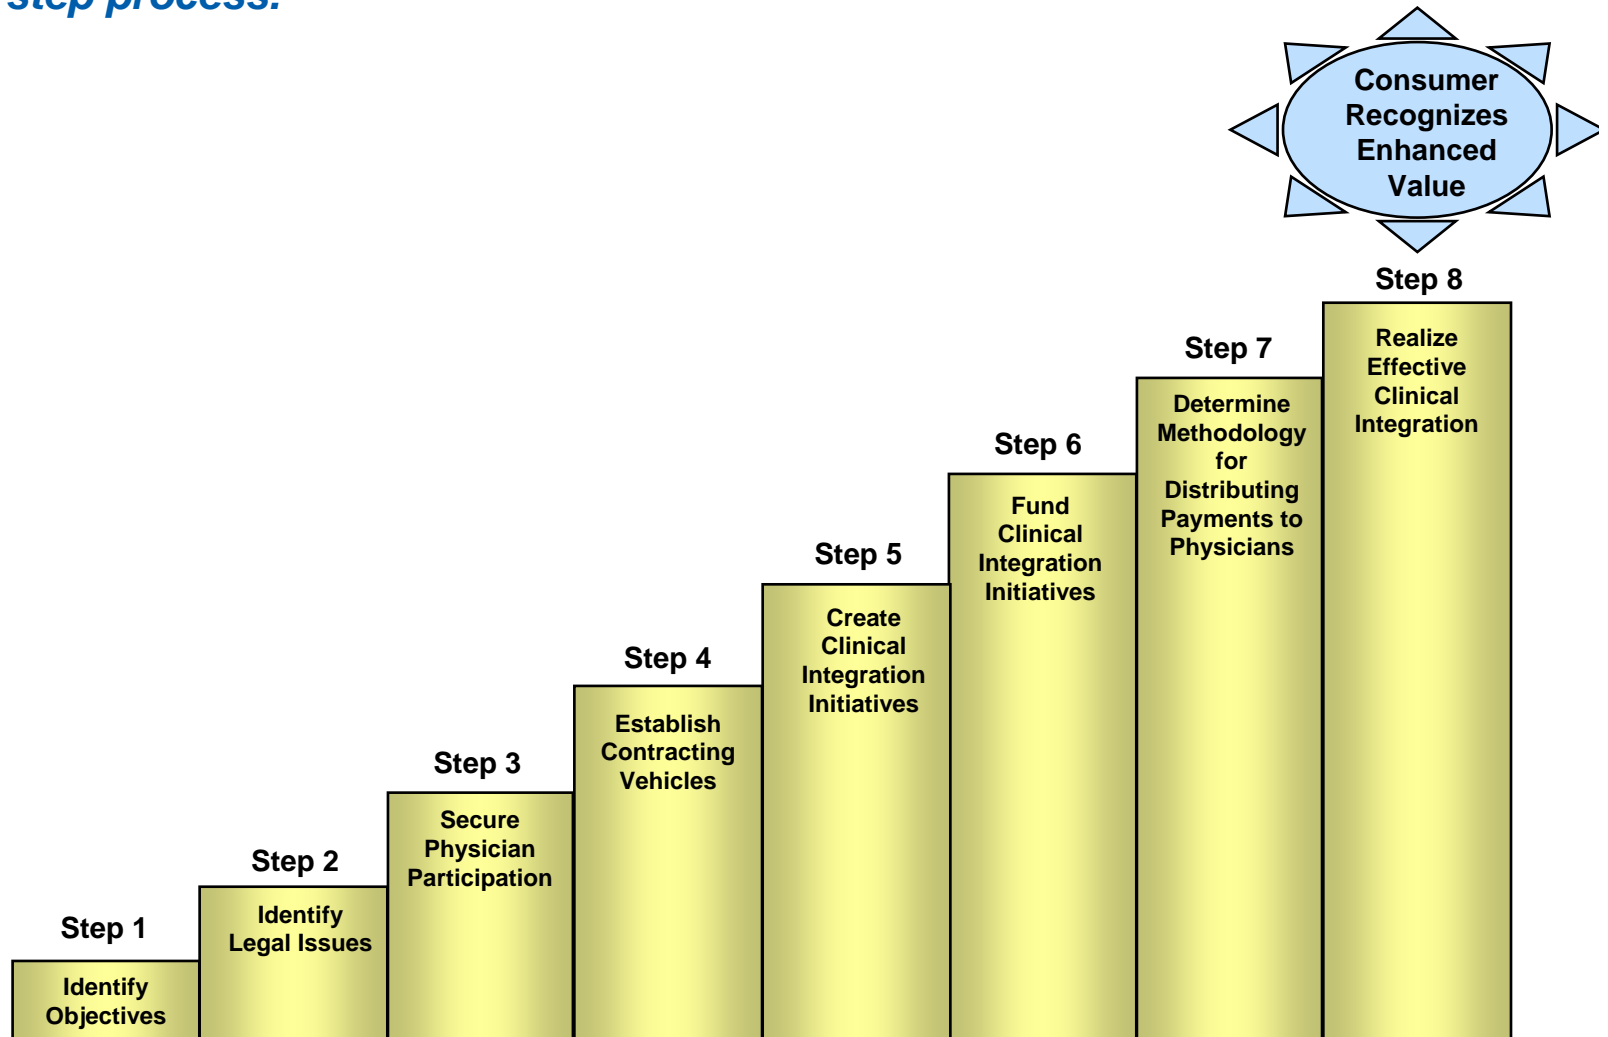 step process.
Consumer
Recognizes
Enhanced
Value
Step 8
Realize
Effective
Clinical
Integration
Step 7
Determine
Methodology
for
Distributing
Payments to
Physicians
Step 6
Fund
Clinical
Integration
Initiatives
Step 5
Create
Clinical
Integration
Initiatives
Step 4
Establish
Contracting
Vehicles
Step 3
Secure
Physician
Participation
Step 2
Identify
Legal Issues
Step 1
Identify
Objectives